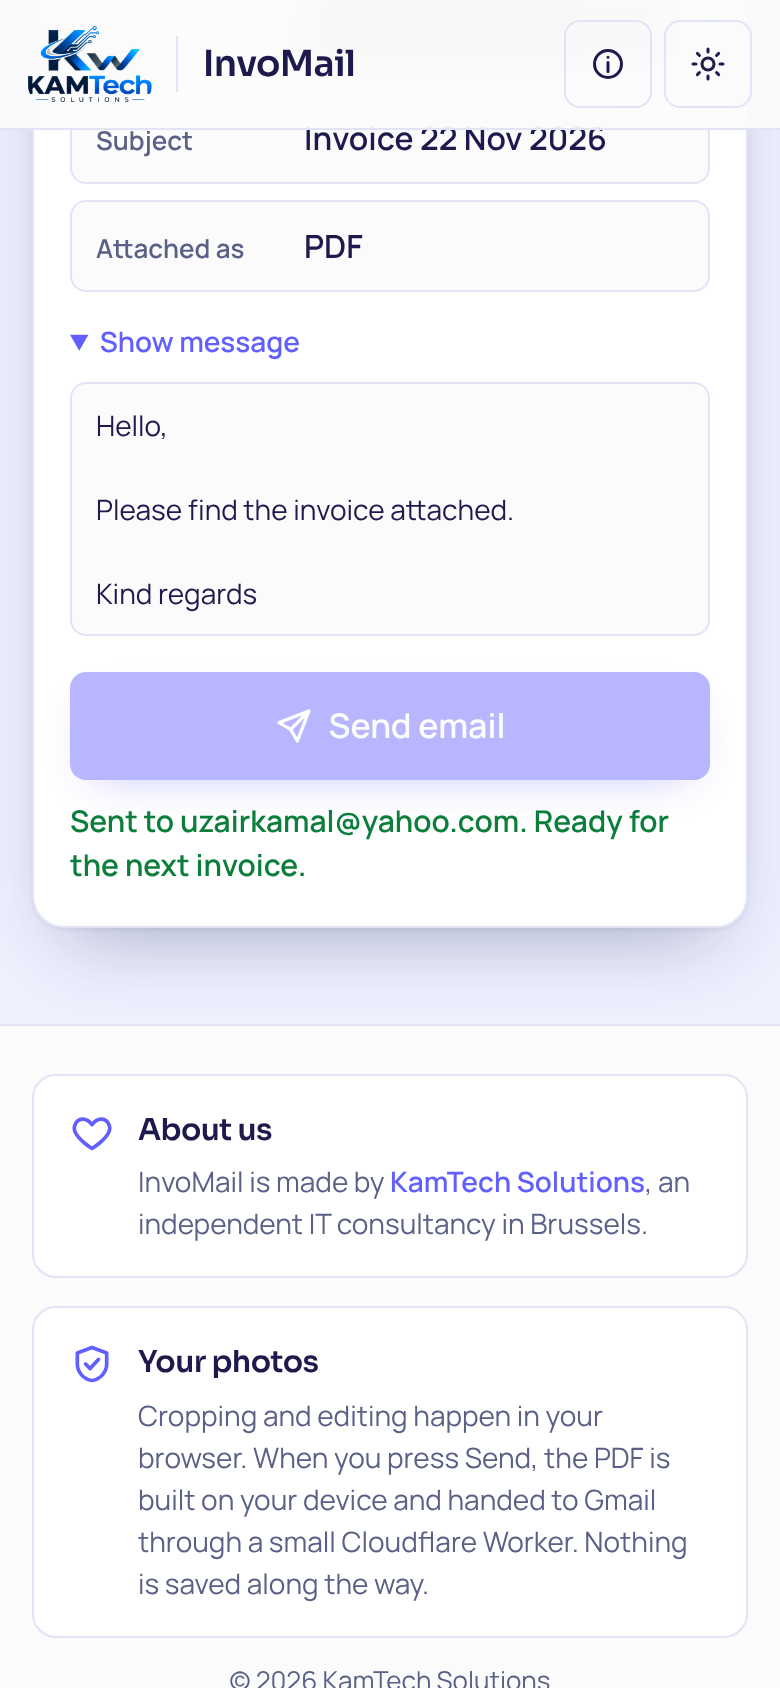 KAMTech
SOLUTIONS
InvoMail
Subject Invoice 22 Nov 2026
Attached as PDF
Show message
Hello,
Please find the invoice attached.
Kind regards
Send email
Sent to uzairkamal@yahoo.com. Ready for
the next invoice.
About us
InvoMail is made by KamTech Solutions, an
independent IT consultancy in Brussels.
Your photos
Cropping and editing happen in your
browser. When you press Send, the PDF is
built on your device and handed to Gmail
through a small Cloudflare Worker. Nothing
is saved along the way.
© 2026 KamTech Solutions